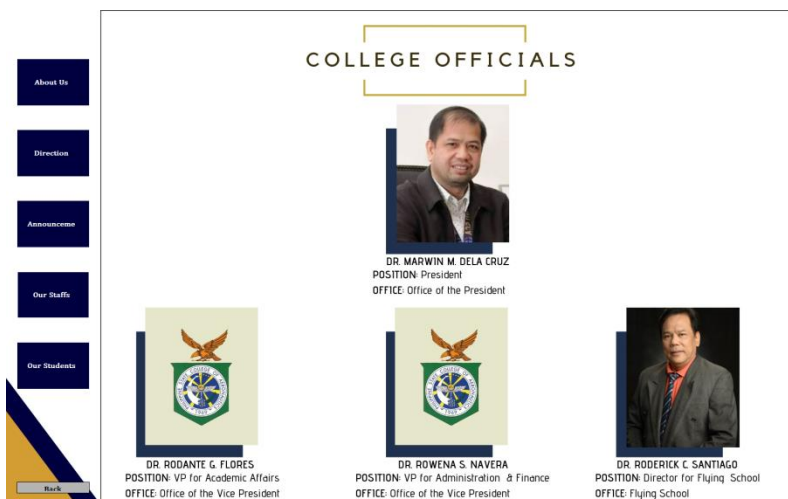 COLLEGE OFFICIALS
About Us
Direction
Announceme
Our Staffs
Our Students
Back
DR. MARWIN M. DELA CRUZ
POSITION: President
OFFICE: Office of the President
DR. RODANTE G. FLORES
POSITION: VP for Academic Affairs
OFFICE: Office of the Vice President
DR. ROWENA S. NAVERA
POSITION: VP for Administration & Finance
OFFICE: Office of the Vice President
DR. RODERICK C. SANTIAGO
POSITION: Director for Flying School
OFFICE: Flying School